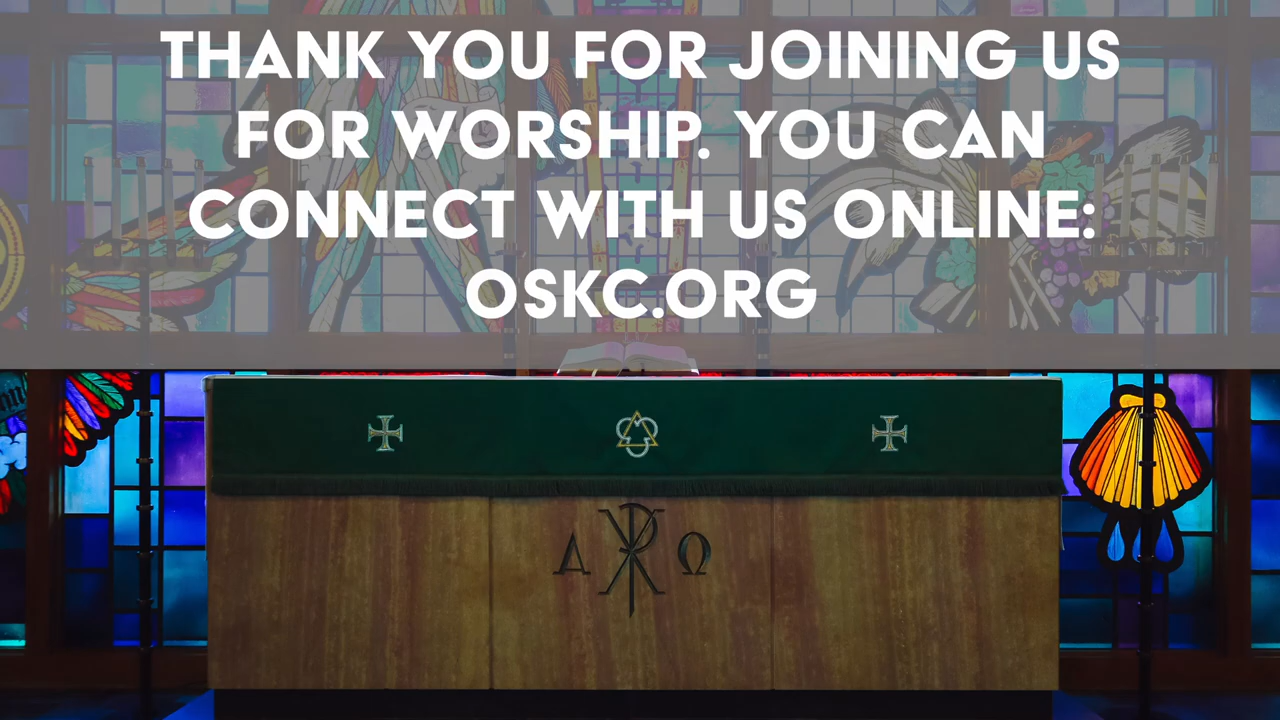 THANK YOU FOR JOINING US
FOR WORSHIP. YOU CAN
CONNECT WITH US ONLINE:
OSKC.ORG
Α ☧ Ω